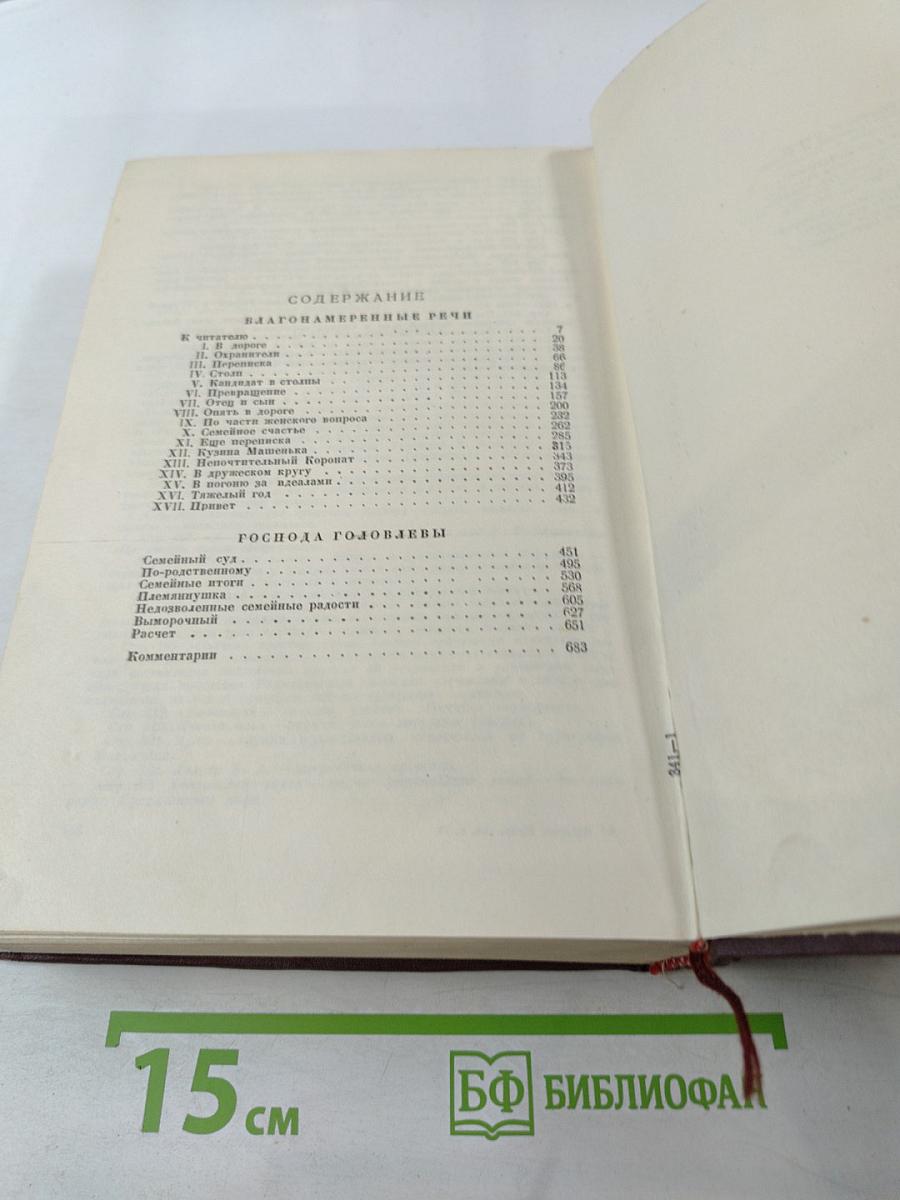 СОДЕРЖАНИЕ
БЛАГОНАМЕРЕННЫЕ РЕЧИ
К читателю 7
I. В дороге 20
II. Охранители 38
III. Переписка 66
IV. Столп 86
V. Кандидат в столпы 113
VI. Превращение 134
VII. Отец и сын 157
VIII. Опять в дороге 200
IX. По части женского вопроса 232
X. Семейное счастье 262
XI. Еще переписка 285
XII. Кузина Машенька 315
XIII. Непочтительный Коронат 343
XIV. В дружеском кругу 373
XV. В погоню за идеалами 395
XVI. Тяжелый год 412
XVII. Привет 432
ГОСПОДА ГОЛОВЛЕВЫ
Семейный суд 451
По-родственному 495
Семейные итоги 530
Племяннушка 568
Недозволенные семейные радости 605
Выморочный 627
Расчет 651
Комментарии 683
341—1
15 см
БФ БИБЛИОФАН